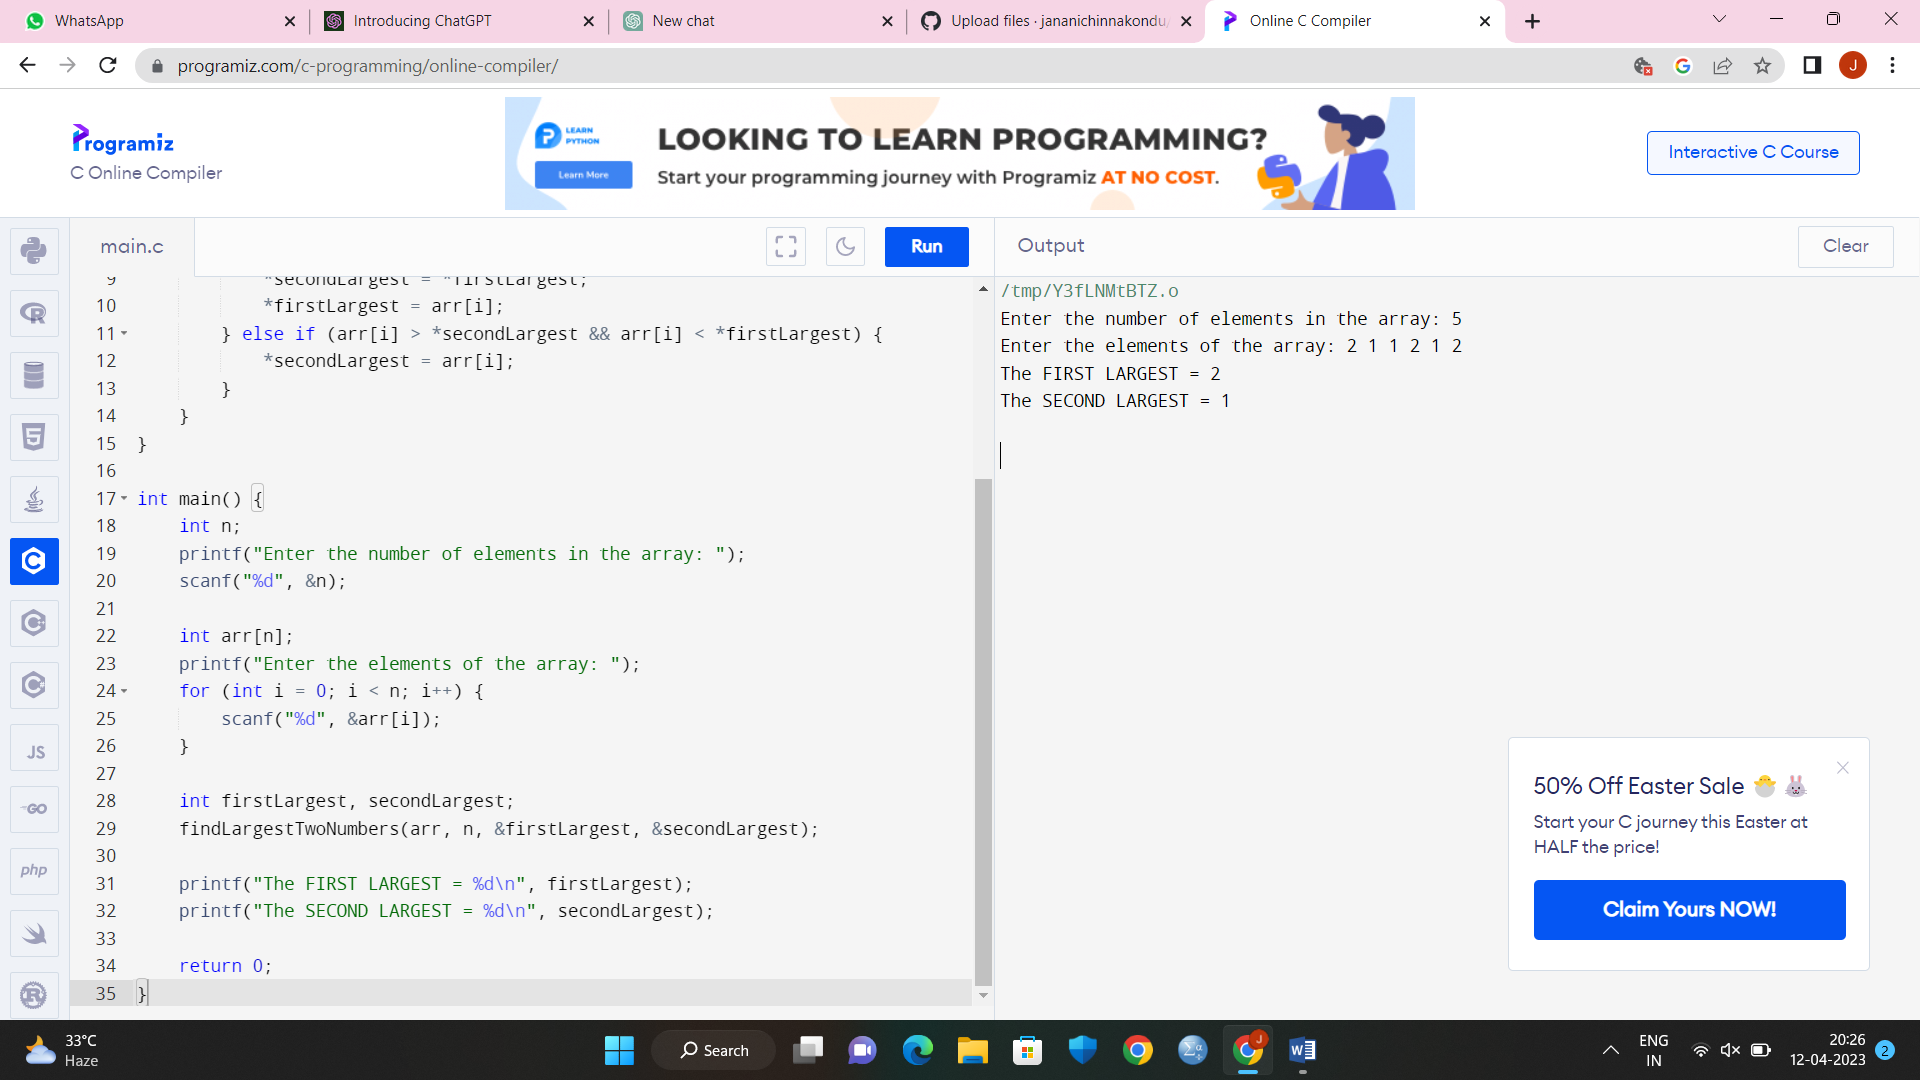 WhatsApp
Introducing ChatGPT
New chat
Upload files · jananichinnakondu
Online C Compiler
programiz.com/c-programming/online-compiler/
J
Programiz
C Online Compiler
LEARN
PYTHON
Learn More
LOOKING TO LEARN PROGRAMMING?
Start your programming journey with Programiz AT NO COST.
Interactive C Course
main.c
Run
Output
Clear
9 *secondLargest = *firstLargest;
10 *firstLargest = arr[i];
11 } else if (arr[i] > *secondLargest && arr[i] < *firstLargest) {
12 *secondLargest = arr[i];
13 }
14 }
15 }
16
17 int main() {
18 int n;
19 printf("Enter the number of elements in the array: ");
20 scanf("%d", &n);
21
22 int arr[n];
23 printf("Enter the elements of the array: ");
24 for (int i = 0; i < n; i++) {
25 scanf("%d", &arr[i]);
26 }
27
28 int firstLargest, secondLargest;
29 findLargestTwoNumbers(arr, n, &firstLargest, &secondLargest);
30
31 printf("The FIRST LARGEST = %d\n", firstLargest);
32 printf("The SECOND LARGEST = %d\n", secondLargest);
33
34 return 0;
35 }
/tmp/Y3fLNMtBTZ.o
Enter the number of elements in the array: 5
Enter the elements of the array: 2 1 1 2 1 2
The FIRST LARGEST = 2
The SECOND LARGEST = 1
R
5
C
C
C
JS
GO
php
R
50% Off Easter Sale
Start your C journey this Easter at
HALF the price!
Claim Yours NOW!
33°C
Haze
Search
J
W
ENG
IN
20:26
12-04-2023
2